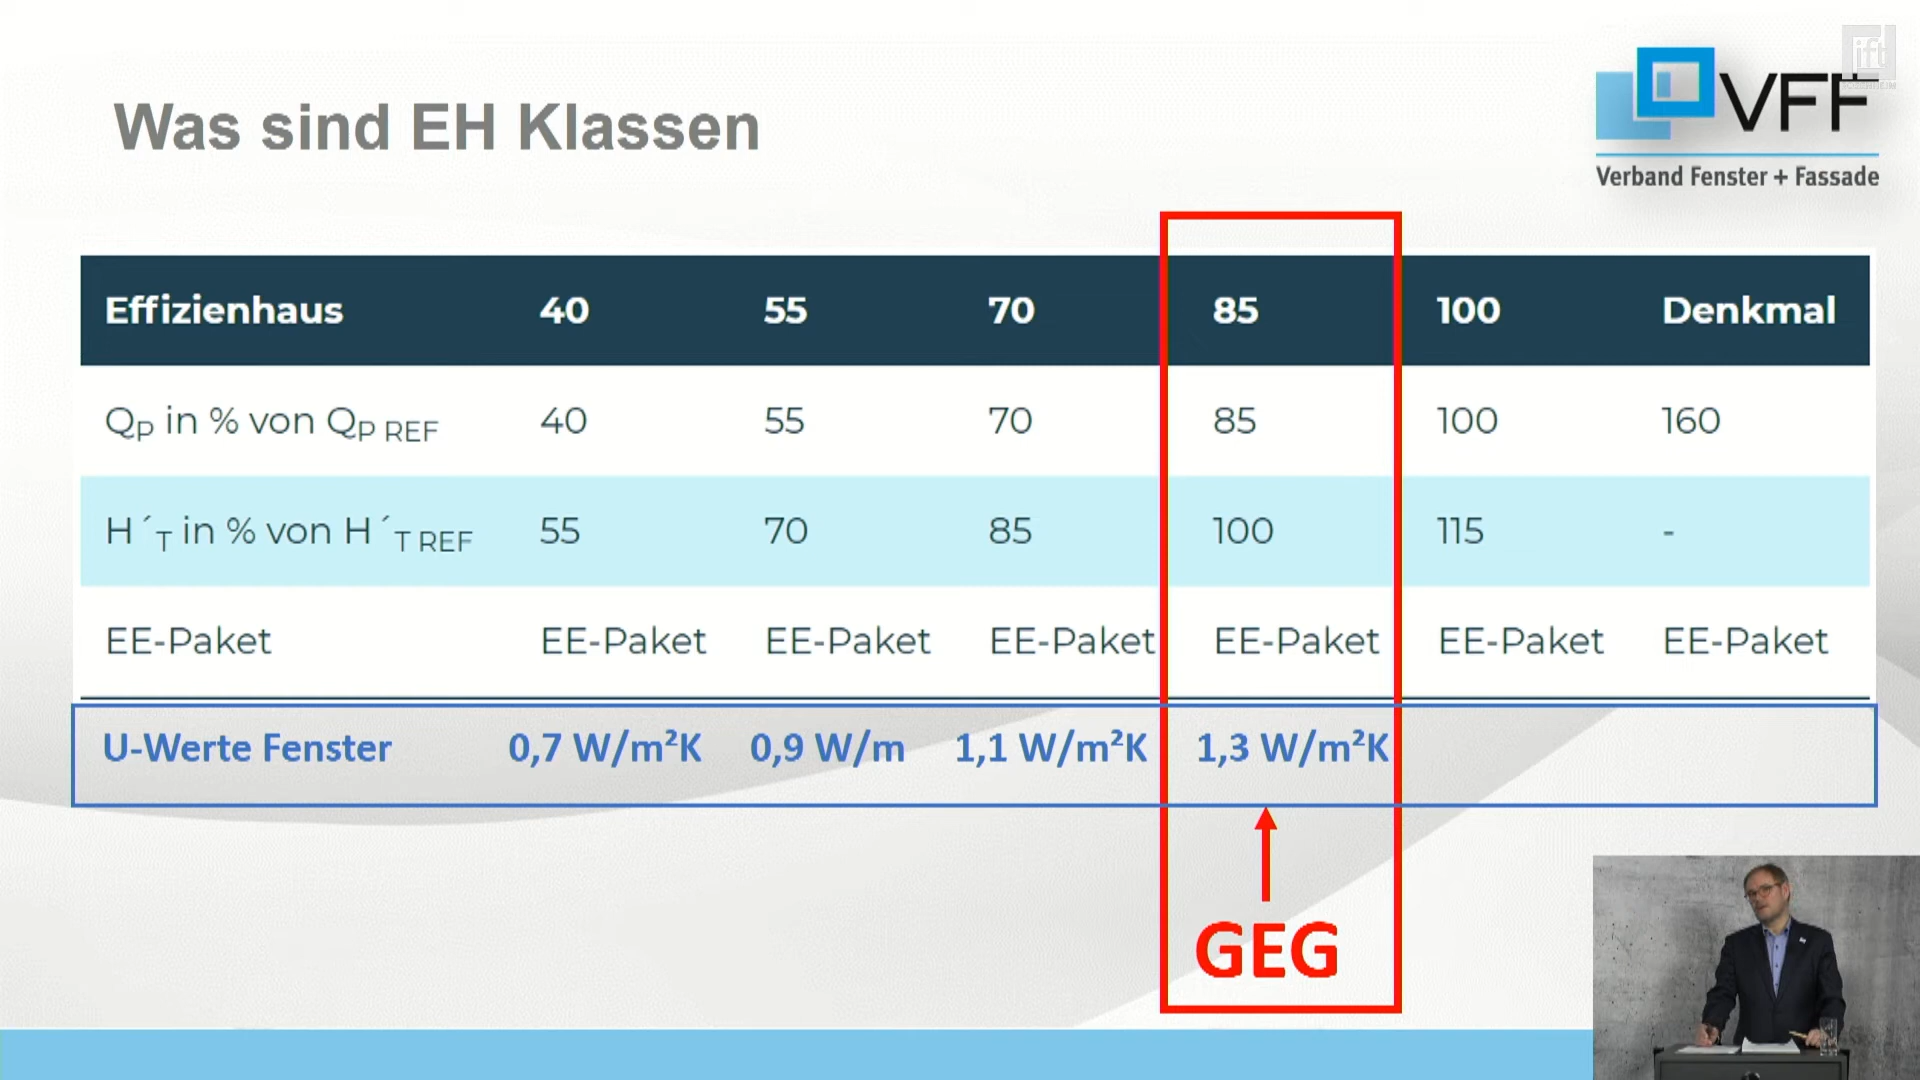 Was sind EH Klassen
ift
VFF
Verband Fenster + Fassade
Effizienhaus 40 55 70 85 100 Denkmal
QP in % von QP REF 40 55 70 85 100 160
H´T in % von H´T REF 55 70 85 100 115 -
EE-Paket EE-Paket EE-Paket EE-Paket EE-Paket EE-Paket EE-Paket
U-Werte Fenster 0,7 W/m²K 0,9 W/m 1,1 W/m²K 1,3 W/m²K
GEG